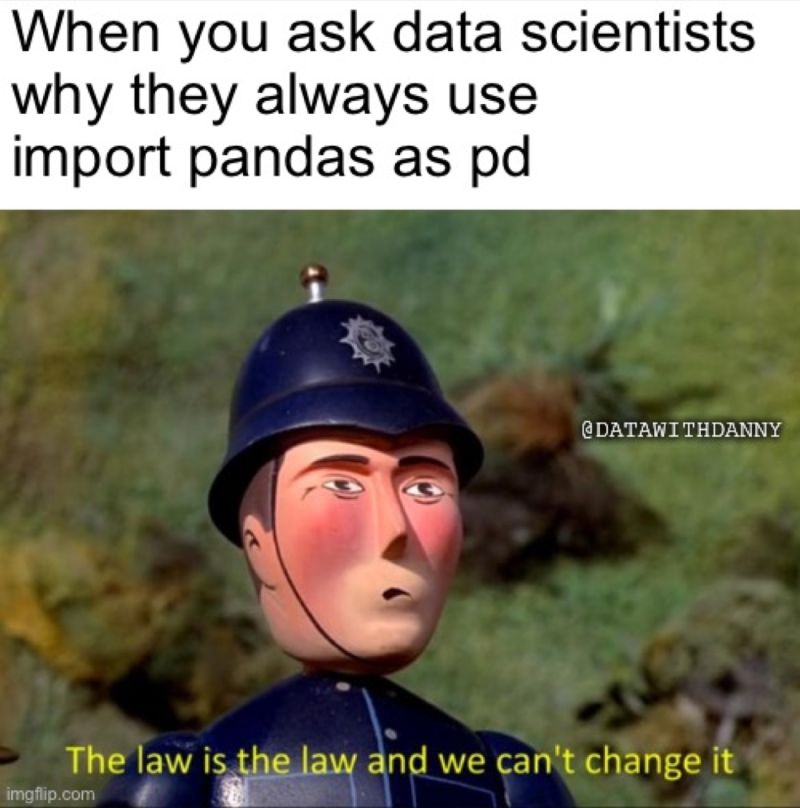 When you ask data scientists
why they always use
import pandas as pd
@DATAWITHDANNY
The law is the law and we can't change it
imgflip.com